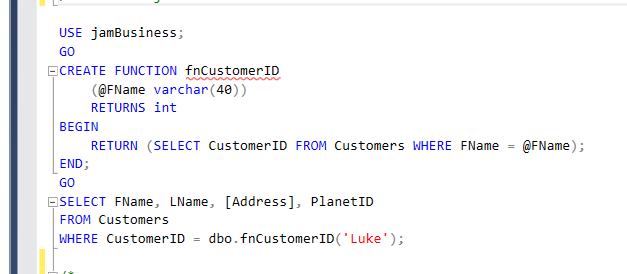 USE jamBusiness;
GO
CREATE FUNCTION fnCustomerID
(@FName varchar(40))
RETURNS int
BEGIN
RETURN (SELECT CustomerID FROM Customers WHERE FName = @FName);
END;
GO
SELECT FName, LName, [Address], PlanetID
FROM Customers
WHERE CustomerID = dbo.fnCustomerID('Luke');
/*